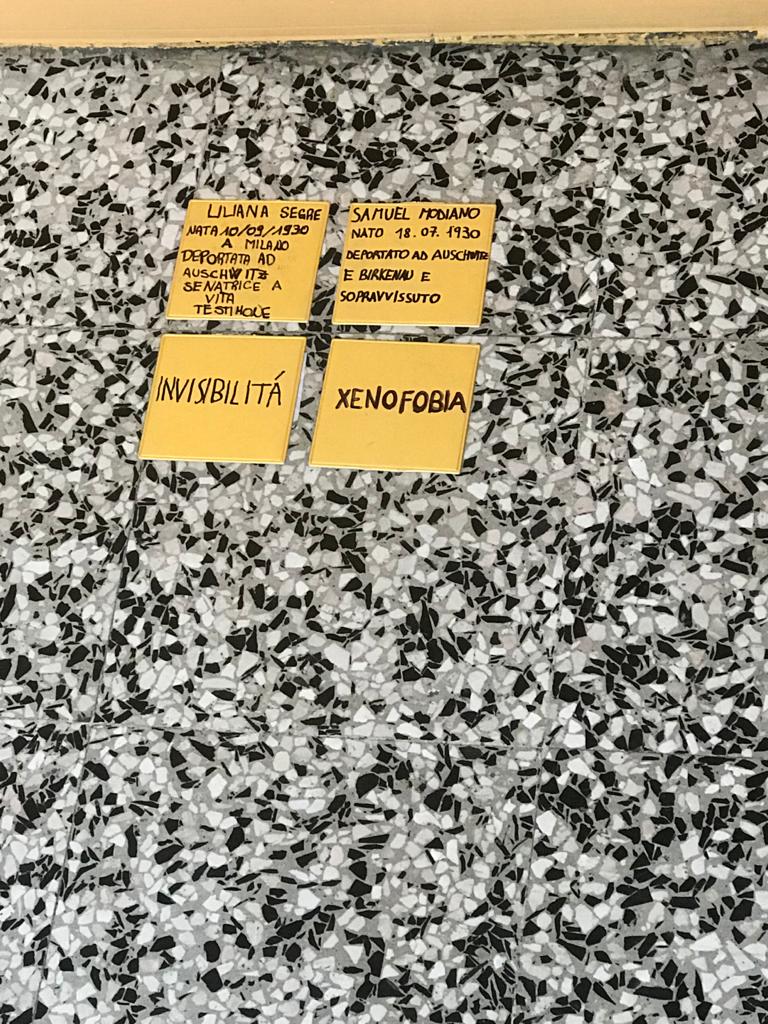 LILIANA SEGRE
NATA 10/09/1930
A MILANO
DEPORTATA AD
AUSCHWITZ
SENATRICE A
VITA
TESTIMONE
SAMUEL MODIANO
NATO 18.07.1930
DEPORTATO AD AUSCHWITZ
E BIRKENAU E
SOPRAVVISSUTO
INVISIBILITÁ
XENOFOBIA